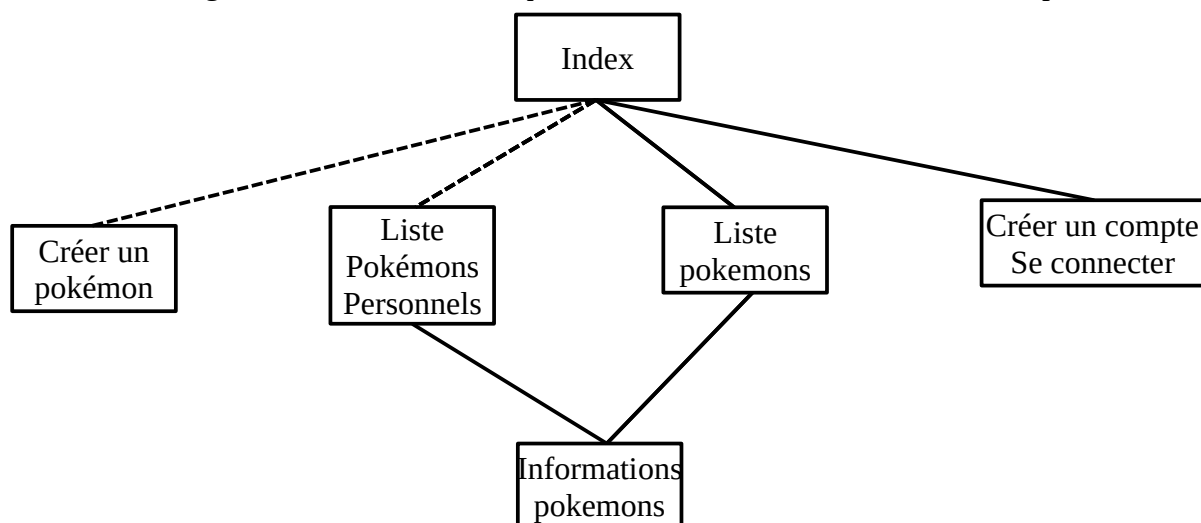 Index
Créer un
pokémon
Liste
Pokémons
Personnels
Liste
pokemons
Créer un compte
Se connecter
Informations
pokemons